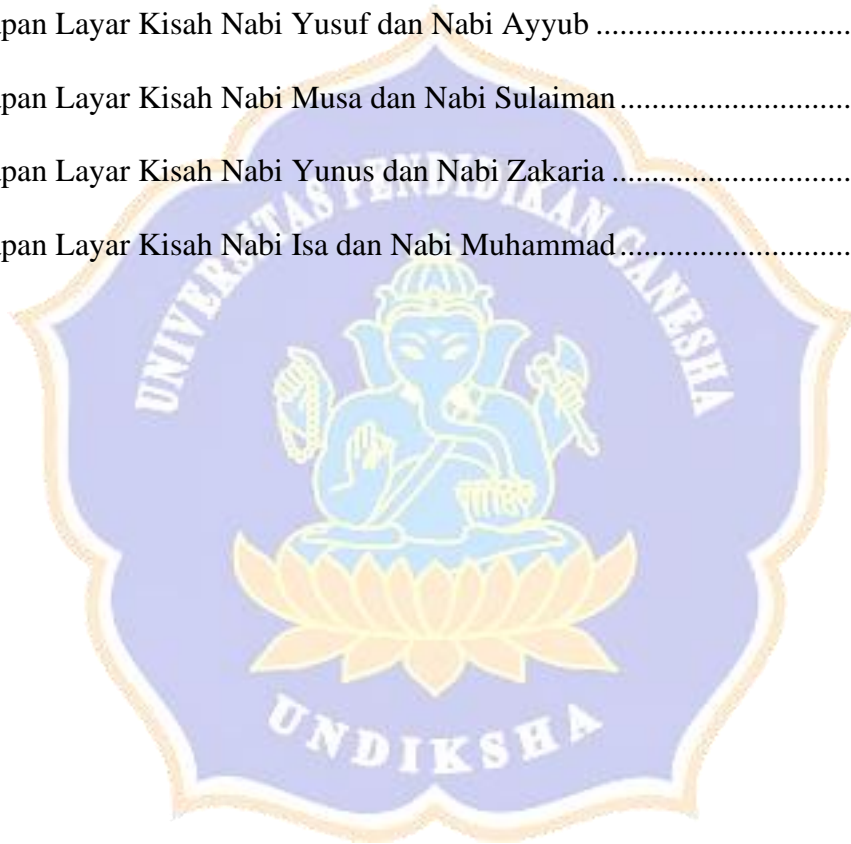 pan Layar Kisah Nabi Yusuf dan Nabi Ayyub ................................
pan Layar Kisah Nabi Musa dan Nabi Sulaiman .............................
pan Layar Kisah Nabi Yunus dan Nabi Zakaria ..............................
pan Layar Kisah Nabi Isa dan Nabi Muhammad .............................
UNIVERSITAS PENDIDIKAN GANESHA
UNDIKSHA